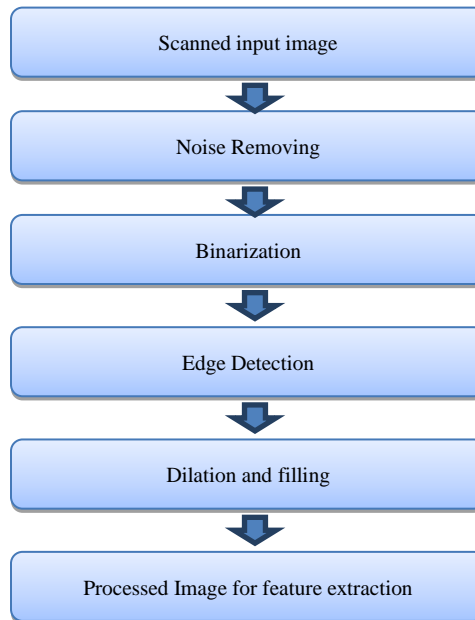 Scanned input image
Noise Removing
Binarization
Edge Detection
Dilation and filling
Processed Image for feature extraction